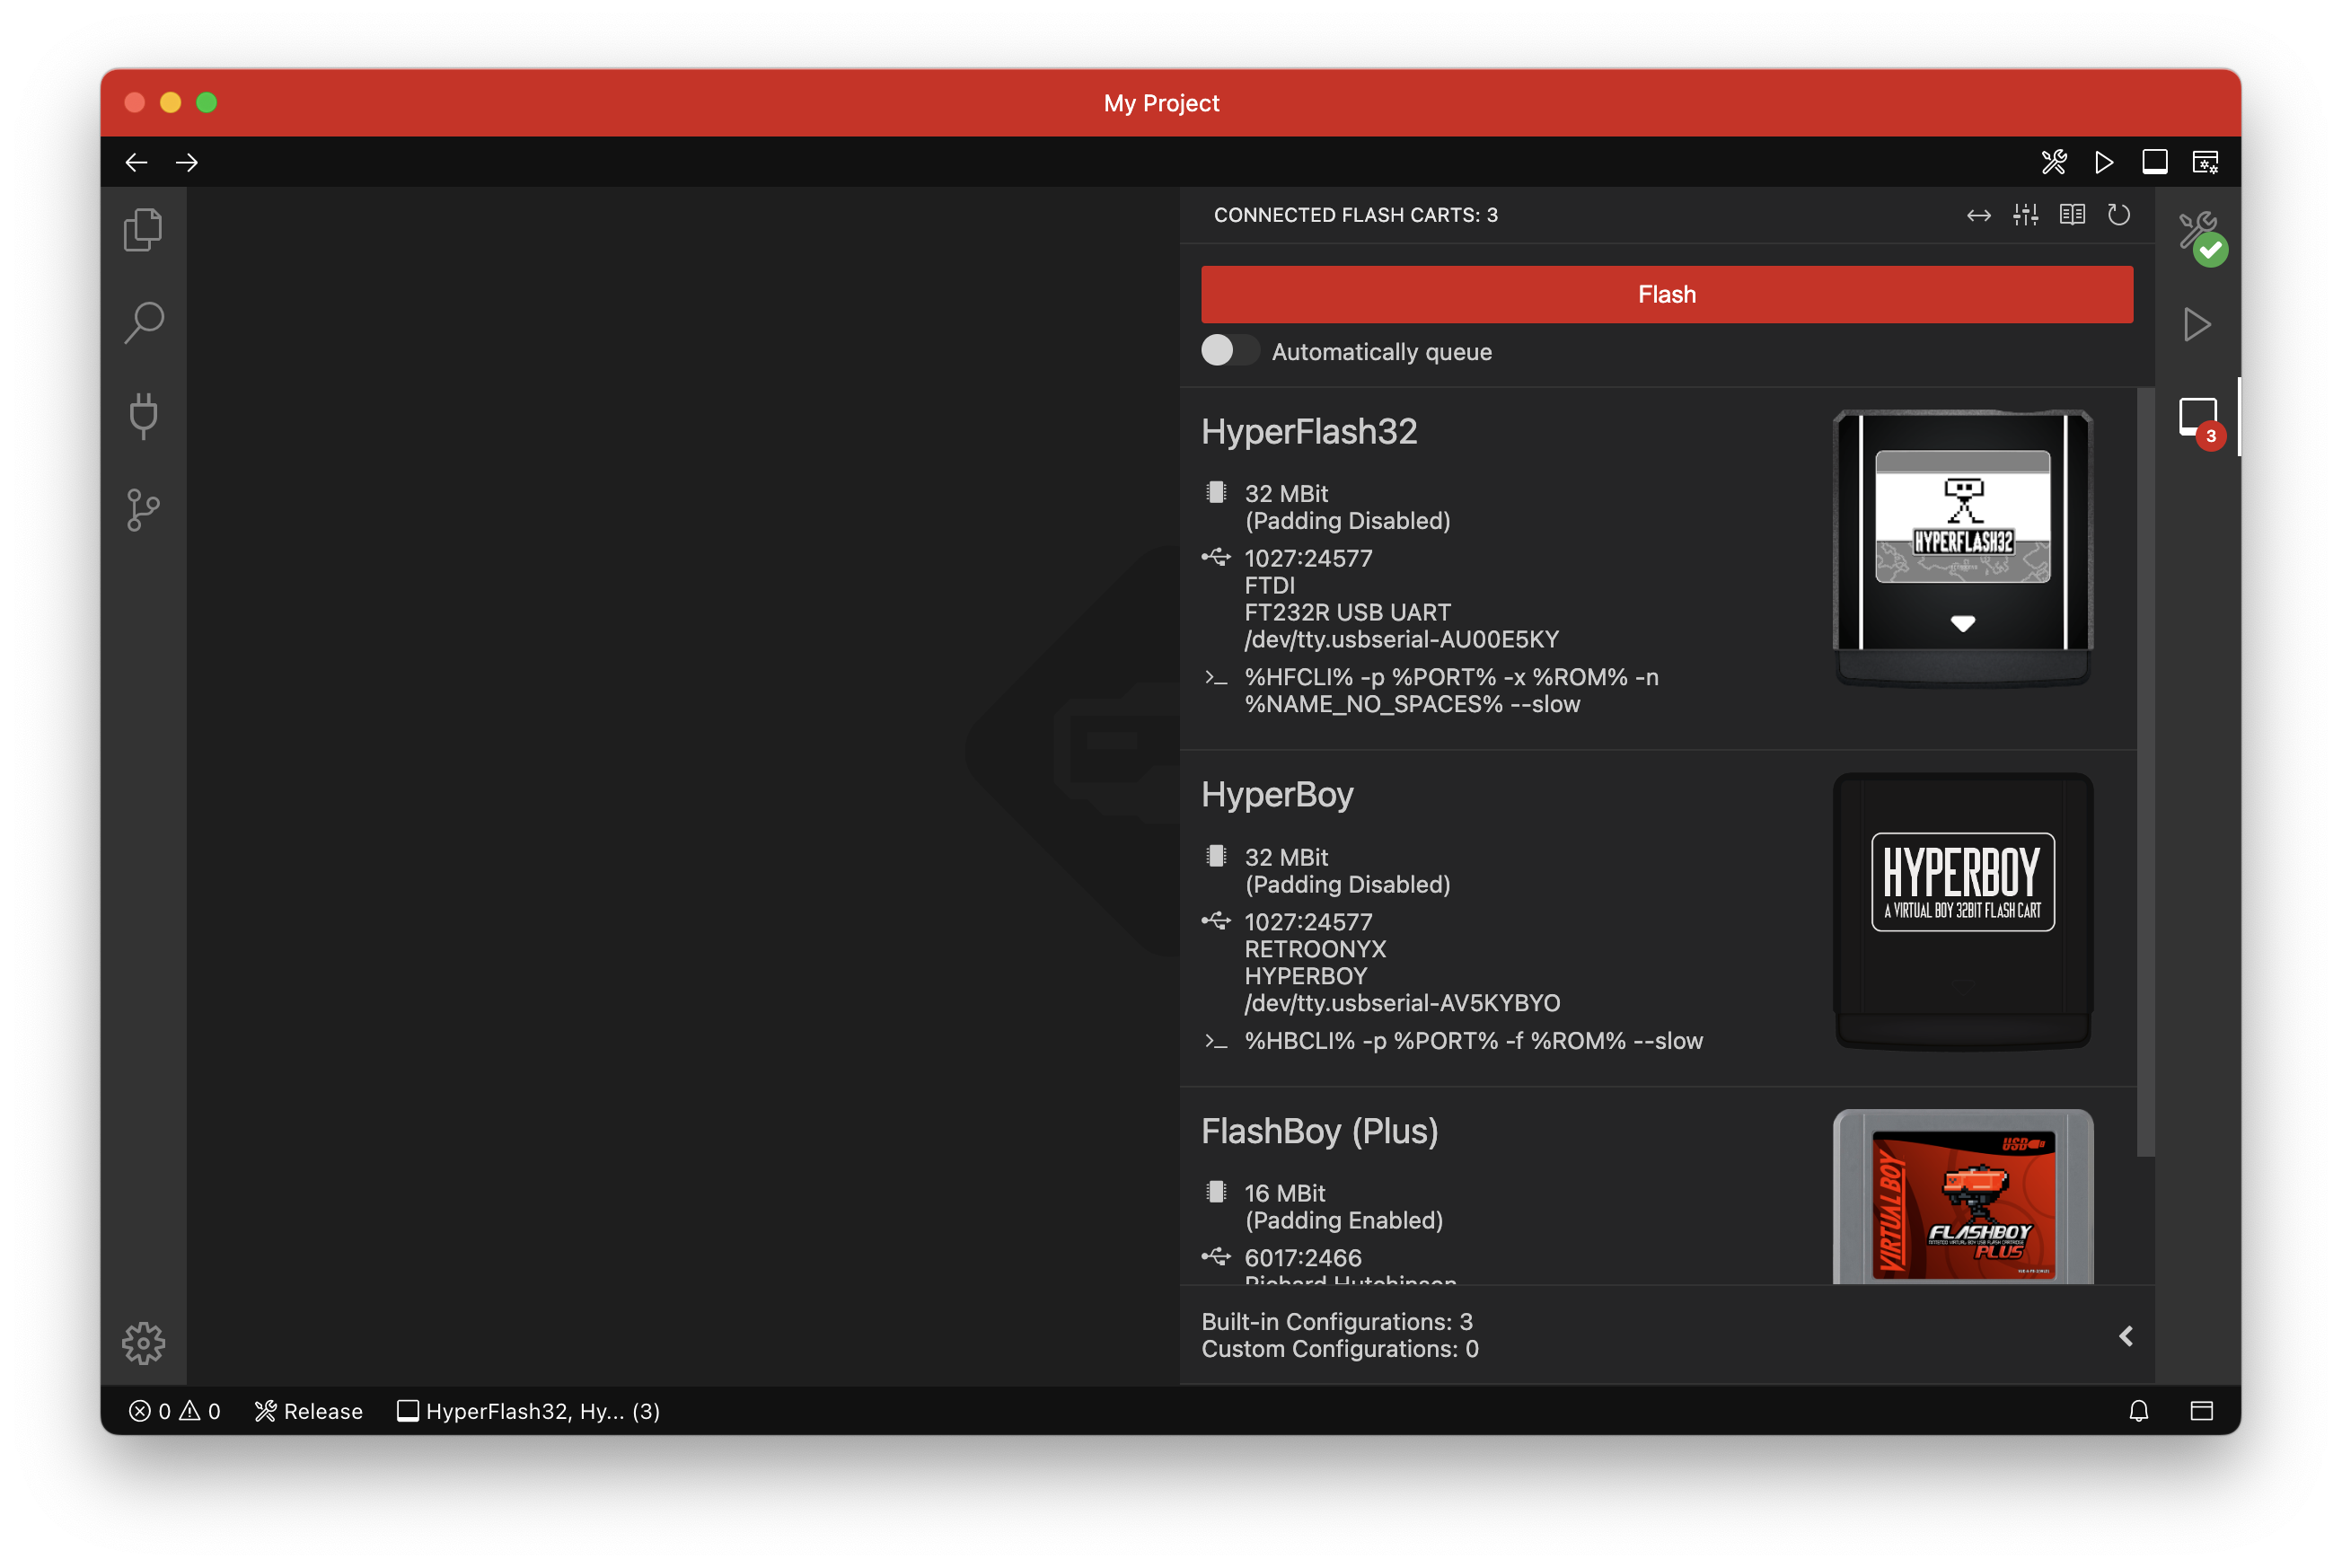 My Project
CONNECTED FLASH CARTS: 3
Flash
Automatically queue
HyperFlash32
32 MBit
(Padding Disabled)
1027:24577
FTDI
FT232R USB UART
/dev/tty.usbserial-AU00E5KY
%HFCLI% -p %PORT% -x %ROM% -n
%NAME_NO_SPACES% --slow
HYPERFLASH32
3
HyperBoy
32 MBit
(Padding Disabled)
1027:24577
RETROONYX
HYPERBOY
/dev/tty.usbserial-AV5KYBYO
%HBCLI% -p %PORT% -f %ROM% --slow
HYPERBOY
A VIRTUAL BOY 32BIT FLASH CART
FlashBoy (Plus)
16 MBit
(Padding Enabled)
6017:2466
Richard Hutchinson
USB
VIRTUAL BOY
FLASHBOY
PLUS
Built-in Configurations: 3
Custom Configurations: 0
0 0 Release HyperFlash32, Hy... (3)